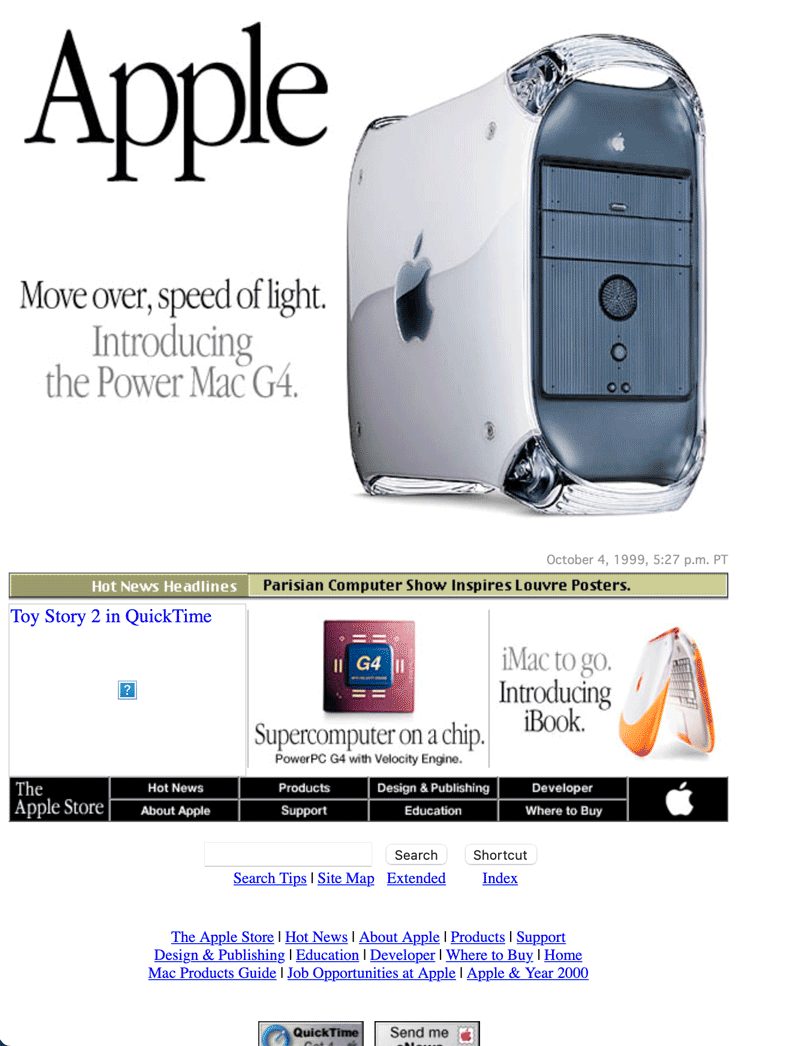 Apple
Move over, speed of light.
Introducing
the Power Mac G4.
October 4, 1999, 5:27 p.m. PT
Hot News Headlines Parisian Computer Show Inspires Louvre Posters.
Toy Story 2 in QuickTime
?
G4
Supercomputer on a chip.
PowerPC G4 with Velocity Engine.
iMac to go.
Introducing
iBook.
The
Apple Store
Hot News Products Design & Publishing Developer
About Apple Support Education Where to Buy
Search Shortcut
Search Tips | Site Map Extended Index
The Apple Store | Hot News | About Apple | Products | Support
Design & Publishing | Education | Developer | Where to Buy | Home
Mac Products Guide | Job Opportunities at Apple | Apple & Year 2000
QuickTime
Send me